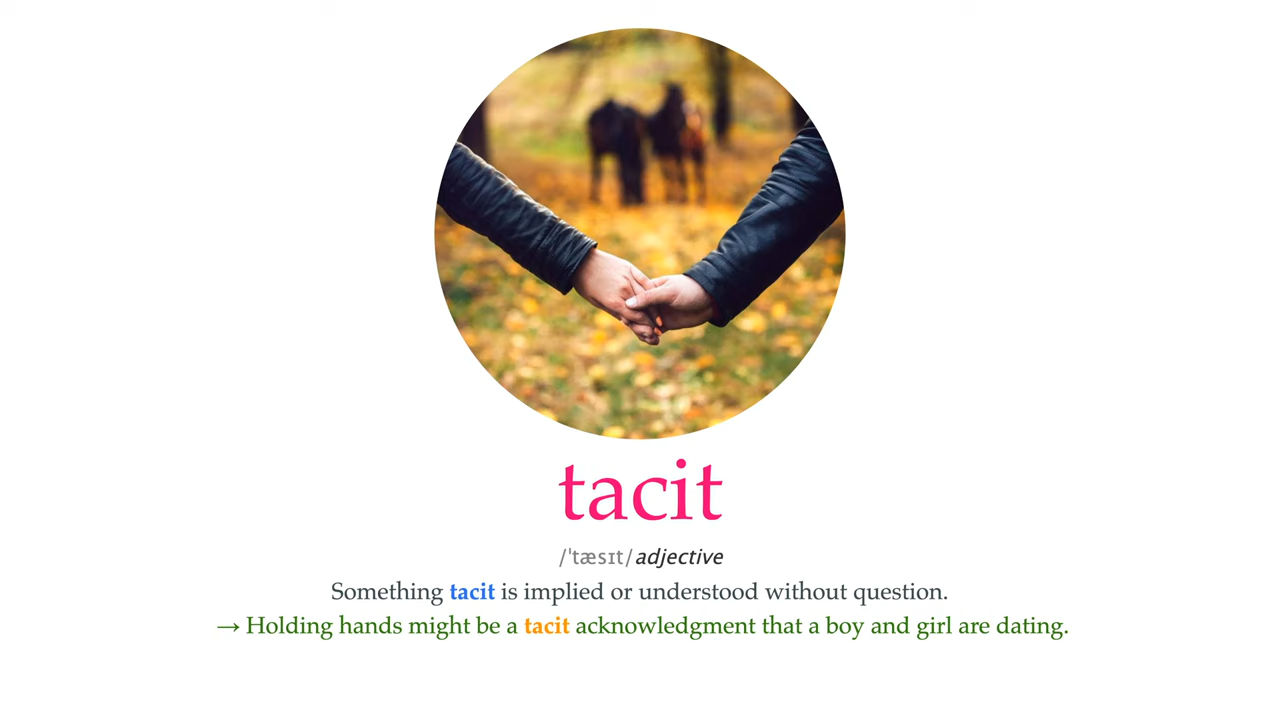 tacit
/ˈtæsɪt/ adjective
Something tacit is implied or understood without question.
→ Holding hands might be a tacit acknowledgment that a boy and girl are dating.